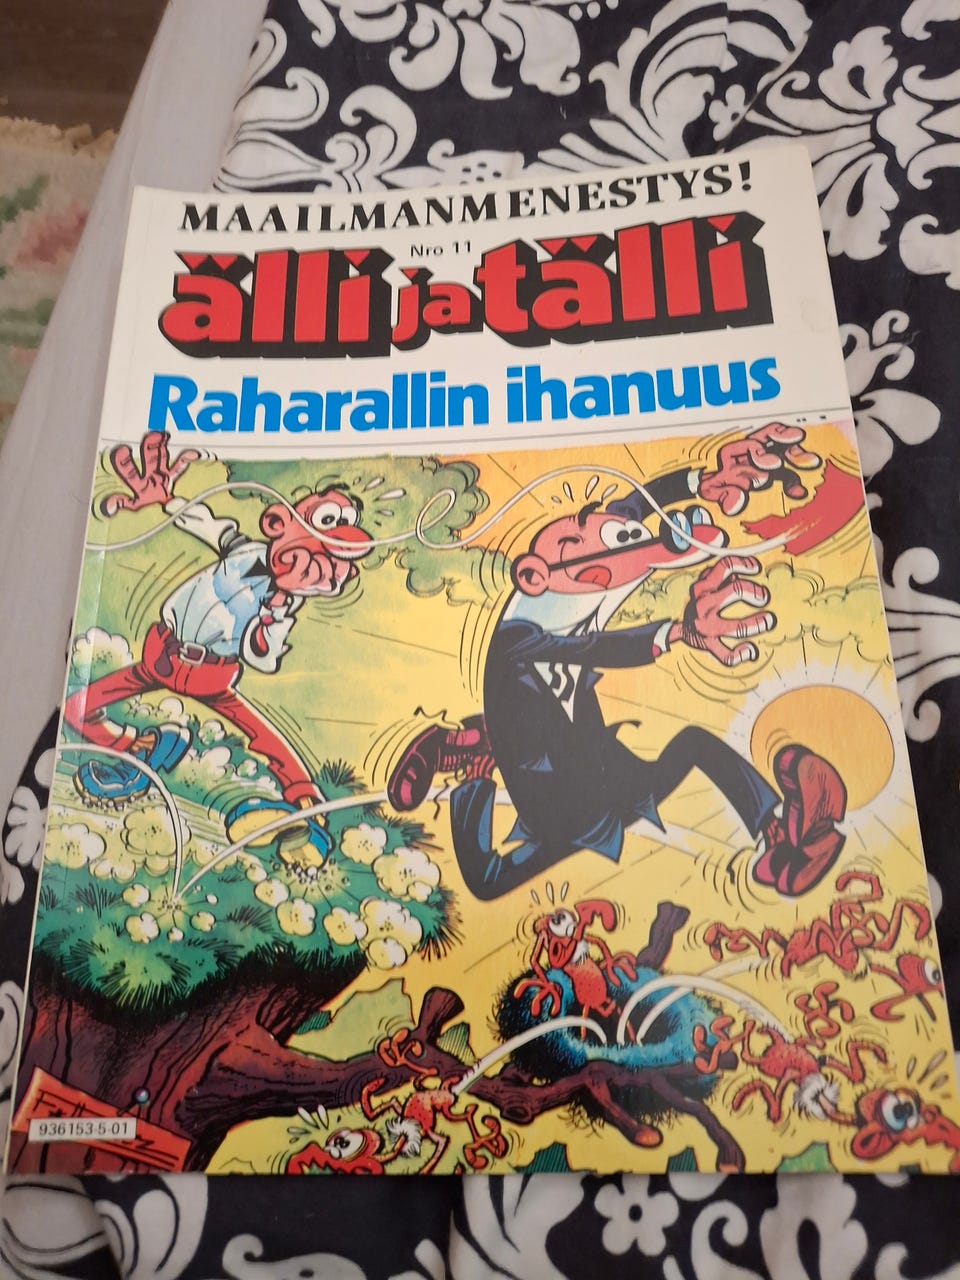 MAAILMANMENESTYS!
Nro 11
älli ja tälli
Raharallin ihanuus
936153-5-01